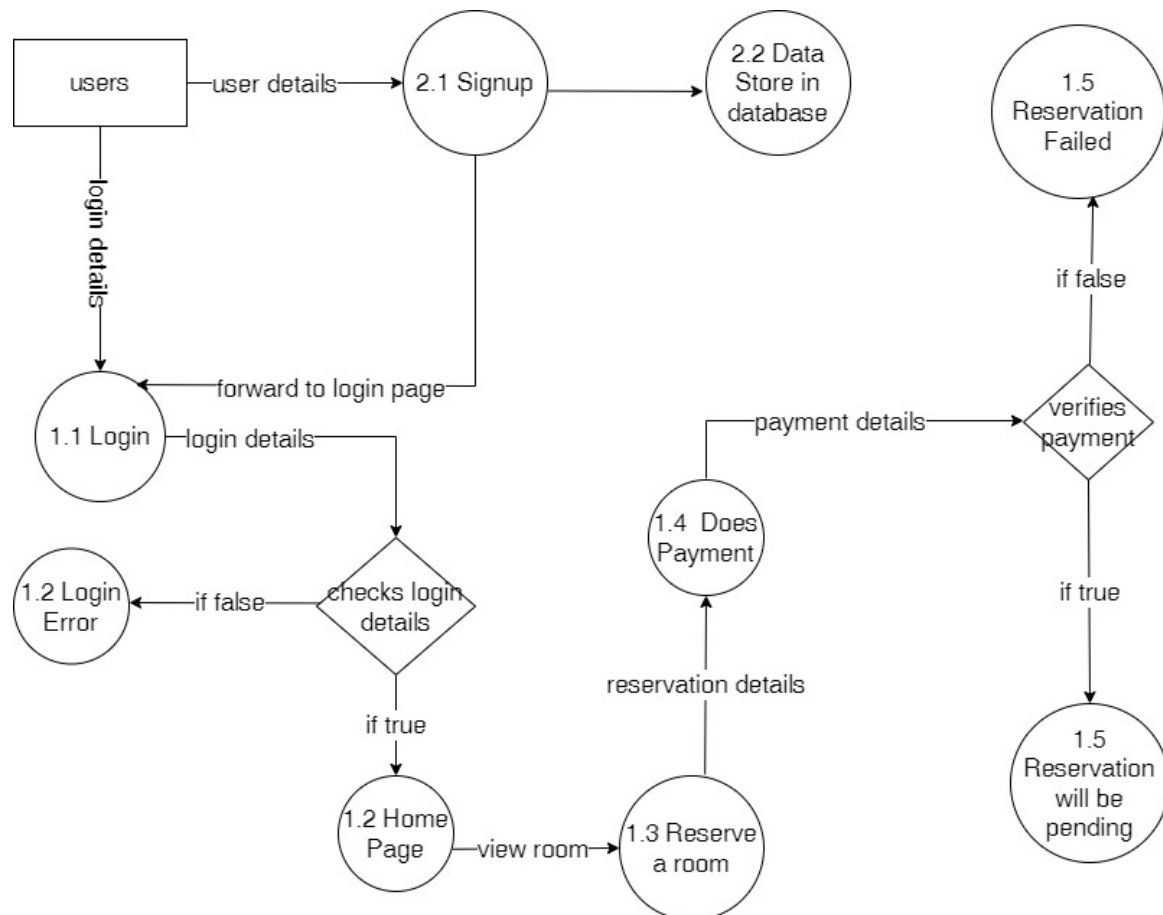 users
user details
2.1 Signup
2.2 Data
Store in
database
1.5
Reservation
Failed
login details
if false
forward to login page
1.1 Login
login details
payment details
verifies
payment
1.4 Does
Payment
1.2 Login
Error
if false
checks login
details
if true
reservation details
if true
1.2 Home
Page
view room
1.3 Reserve
a room
1.5
Reservation
will be
pending